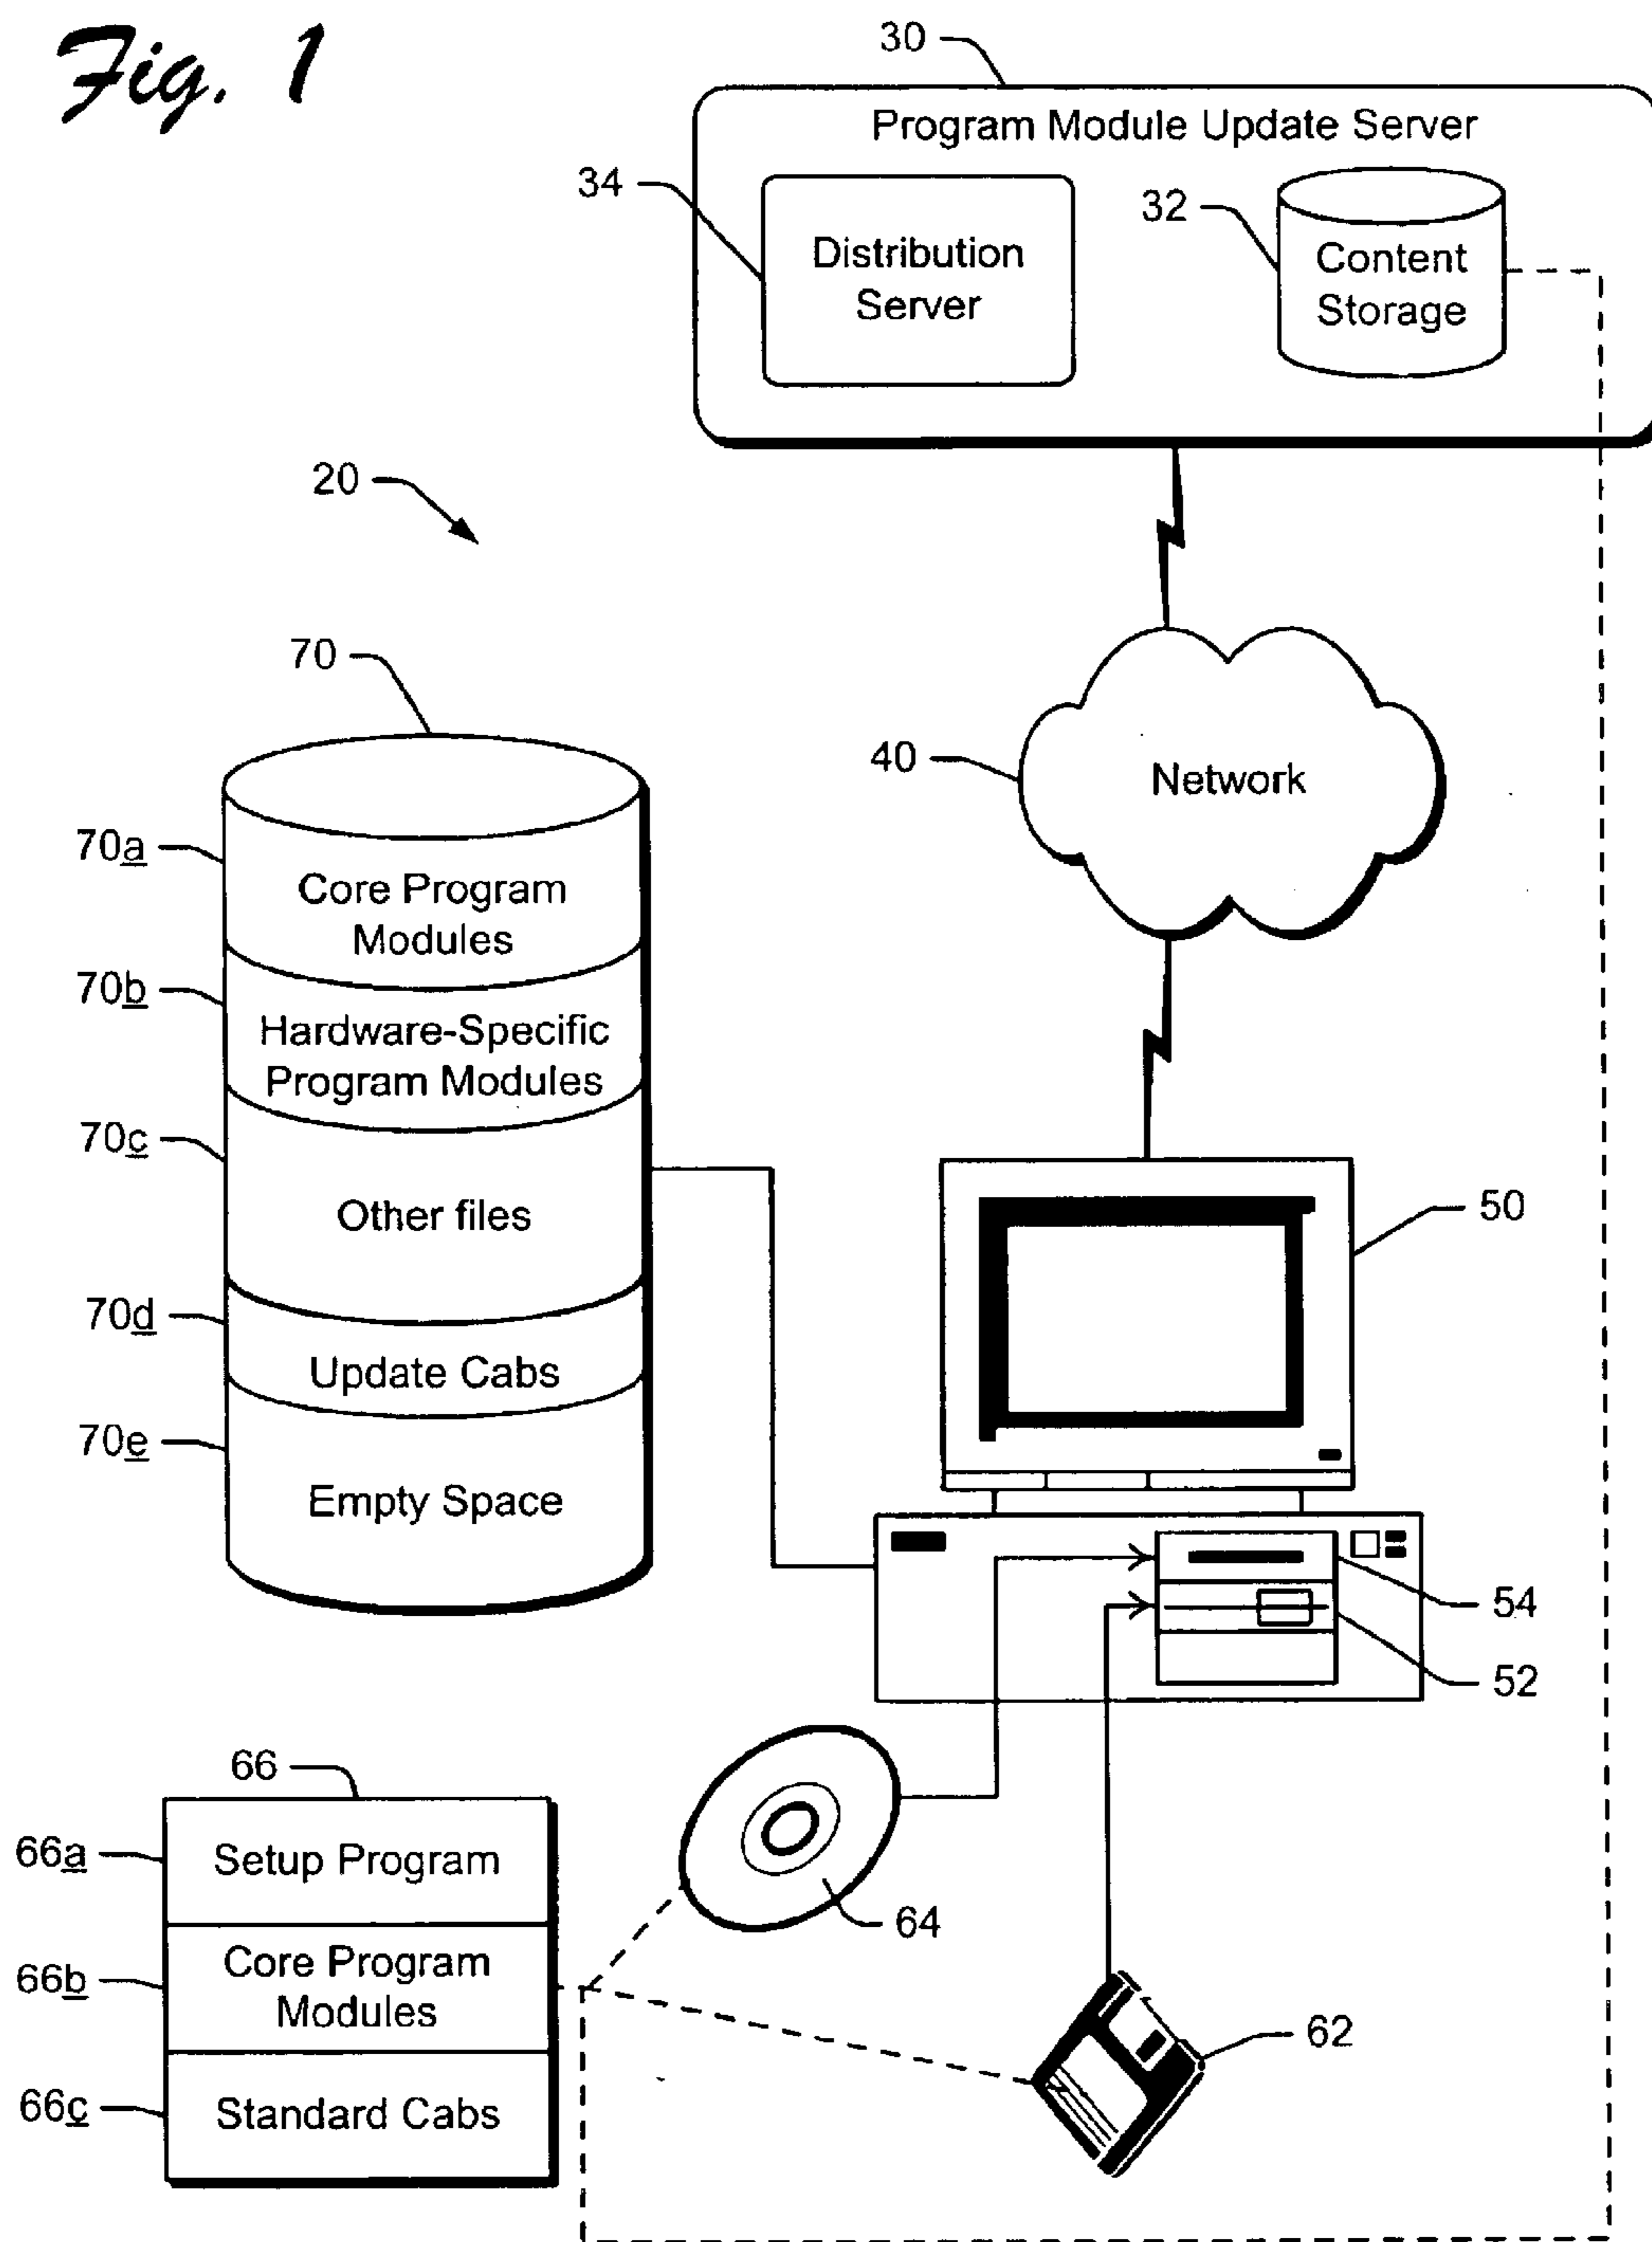 Fig. 1
30
Program Module Update Server
34
Distribution
Server
32
Content
Storage
20
70
40
Network
70a
Core Program
Modules
70b
Hardware-Specific
Program Modules
70c
Other files
50
70d
Update Cabs
70e
Empty Space
54
52
66
66a
Setup Program
64
66b
Core Program
Modules
62
66c
Standard Cabs